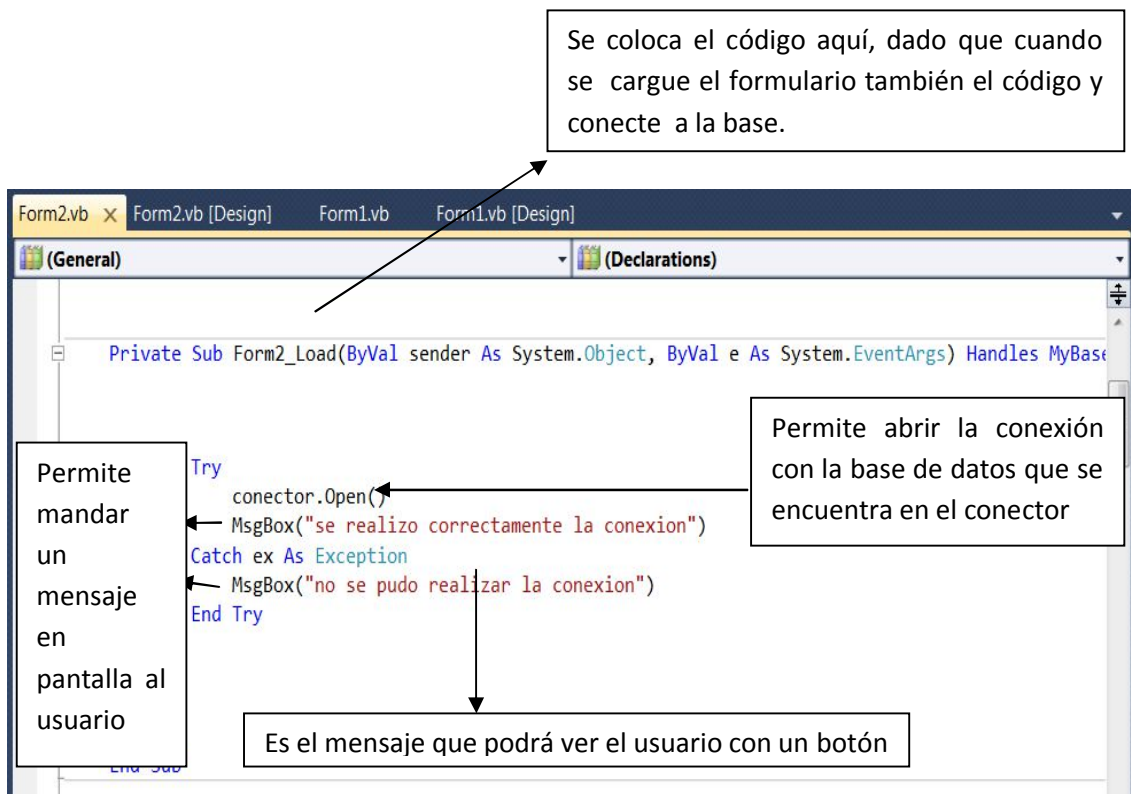 Se coloca el código aquí, dado que cuando
se cargue el formulario también el código y
conecte a la base.
Form2.vb X Form2.vb [Design] Form1.vb Form1.vb [Design]
(General) (Declarations)
Private Sub Form2_Load(ByVal sender As System.Object, ByVal e As System.EventArgs) Handles MyBase
Permite abrir la conexión
con la base de datos que se
encuentra en el conector
Permite
mandar
un
mensaje
en
pantalla al
usuario
Try
conector.Open()
MsgBox("se realizo correctamente la conexion")
Catch ex As Exception
MsgBox("no se pudo realizar la conexion")
End Try
Es el mensaje que podrá ver el usuario con un botón
End Sub